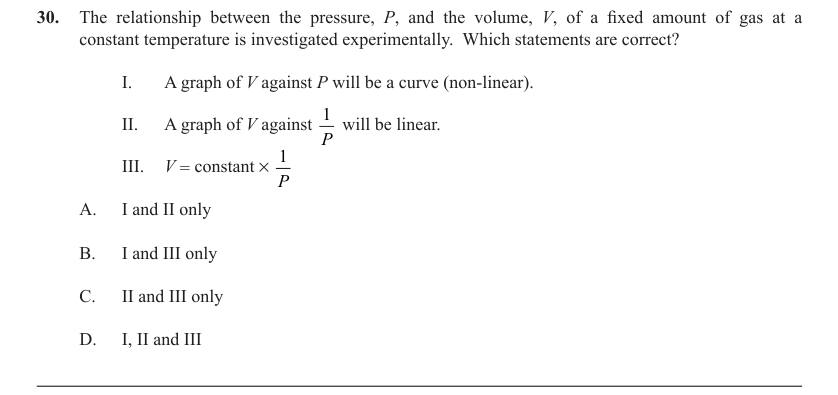 30. The relationship between the pressure, P, and the volume, V, of a fixed amount of gas at a
constant temperature is investigated experimentally. Which statements are correct?
I. A graph of V against P will be a curve (non-linear).
II. A graph of V against 1/P will be linear.
III. V = constant × 1/P
A. I and II only
B. I and III only
C. II and III only
D. I, II and III